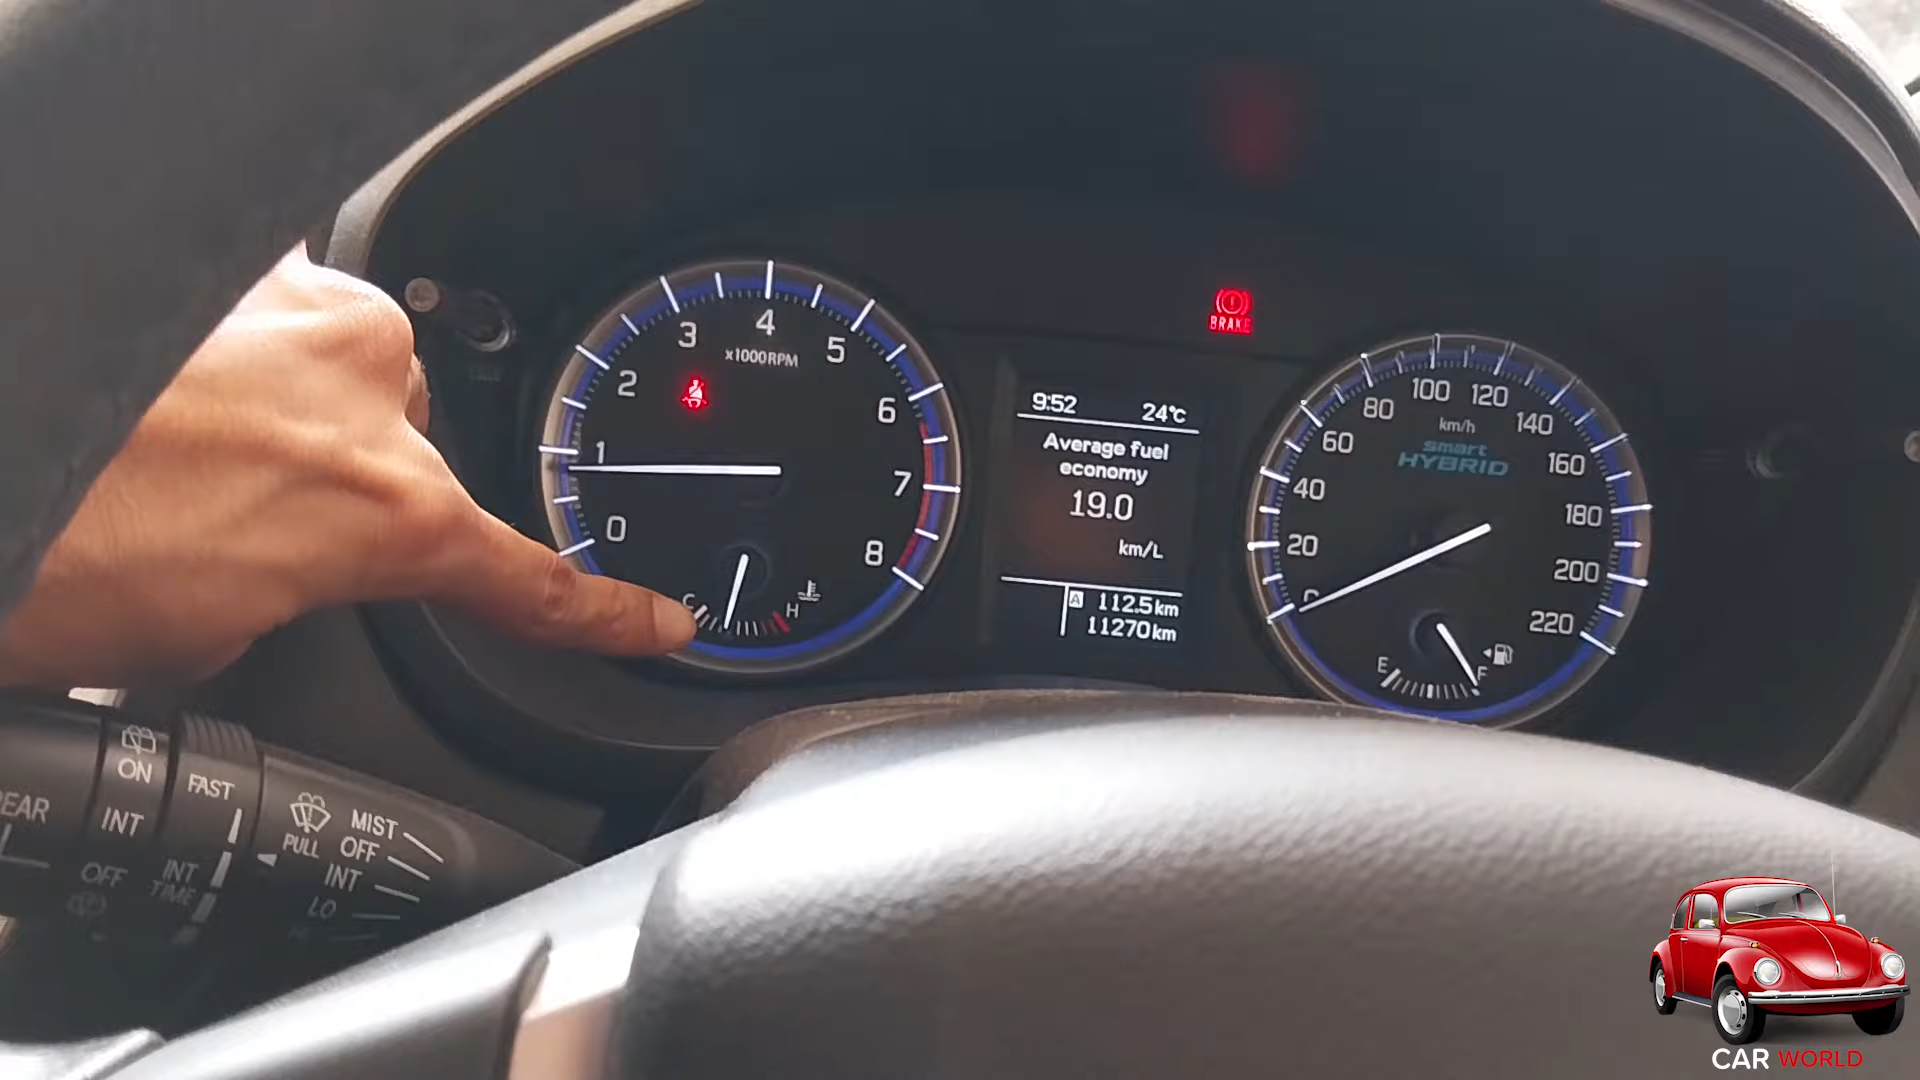 4
3
5
x1000RPM
2
6
1
7
0
8
C
H
BRAKE
9:52 24°C
Average fuel
economy
19.0
km/L
A 112.5km
11270km
100
120
80
140
km/h
60
smart
HYBRID
160
40
180
20
200
220
E
F
ON
FAST
REAR
INT
OFF
INT
TIME
PULL
MIST
OFF
INT
LO
CAR WORLD